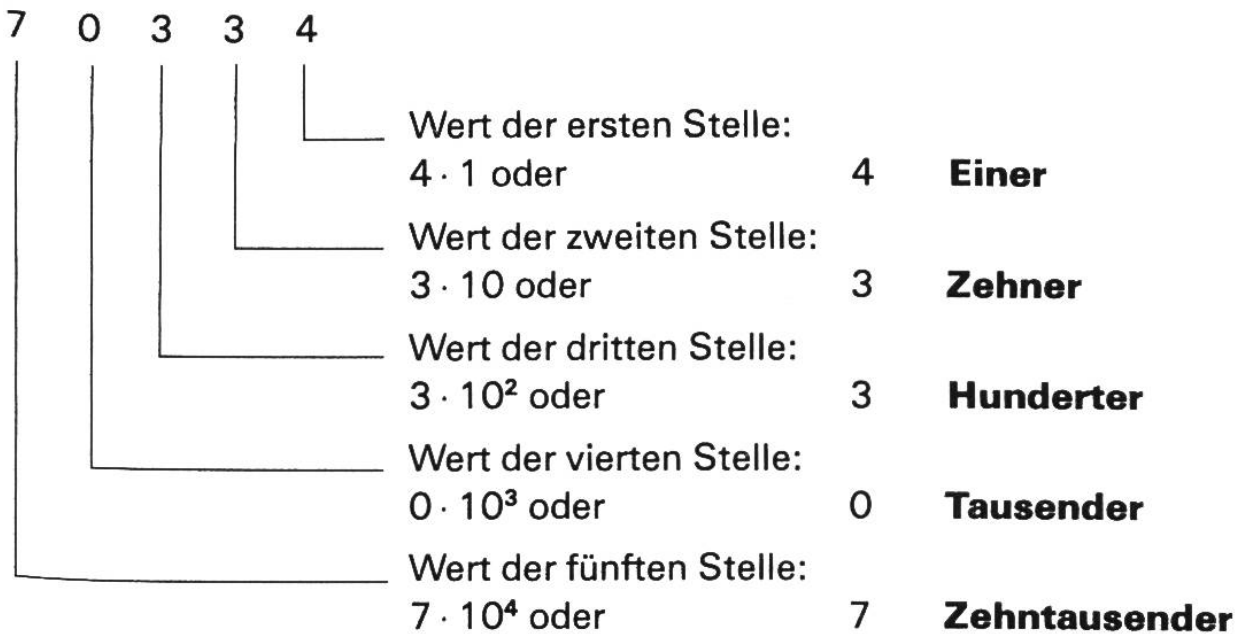 7 0 3 3 4
Wert der ersten Stelle:
4 · 1 oder 4 Einer
Wert der zweiten Stelle:
3 · 10 oder 3 Zehner
Wert der dritten Stelle:
3 · 10² oder 3 Hunderter
Wert der vierten Stelle:
0 · 10³ oder 0 Tausender
Wert der fünften Stelle:
7 · 10⁴ oder 7 Zehntausender